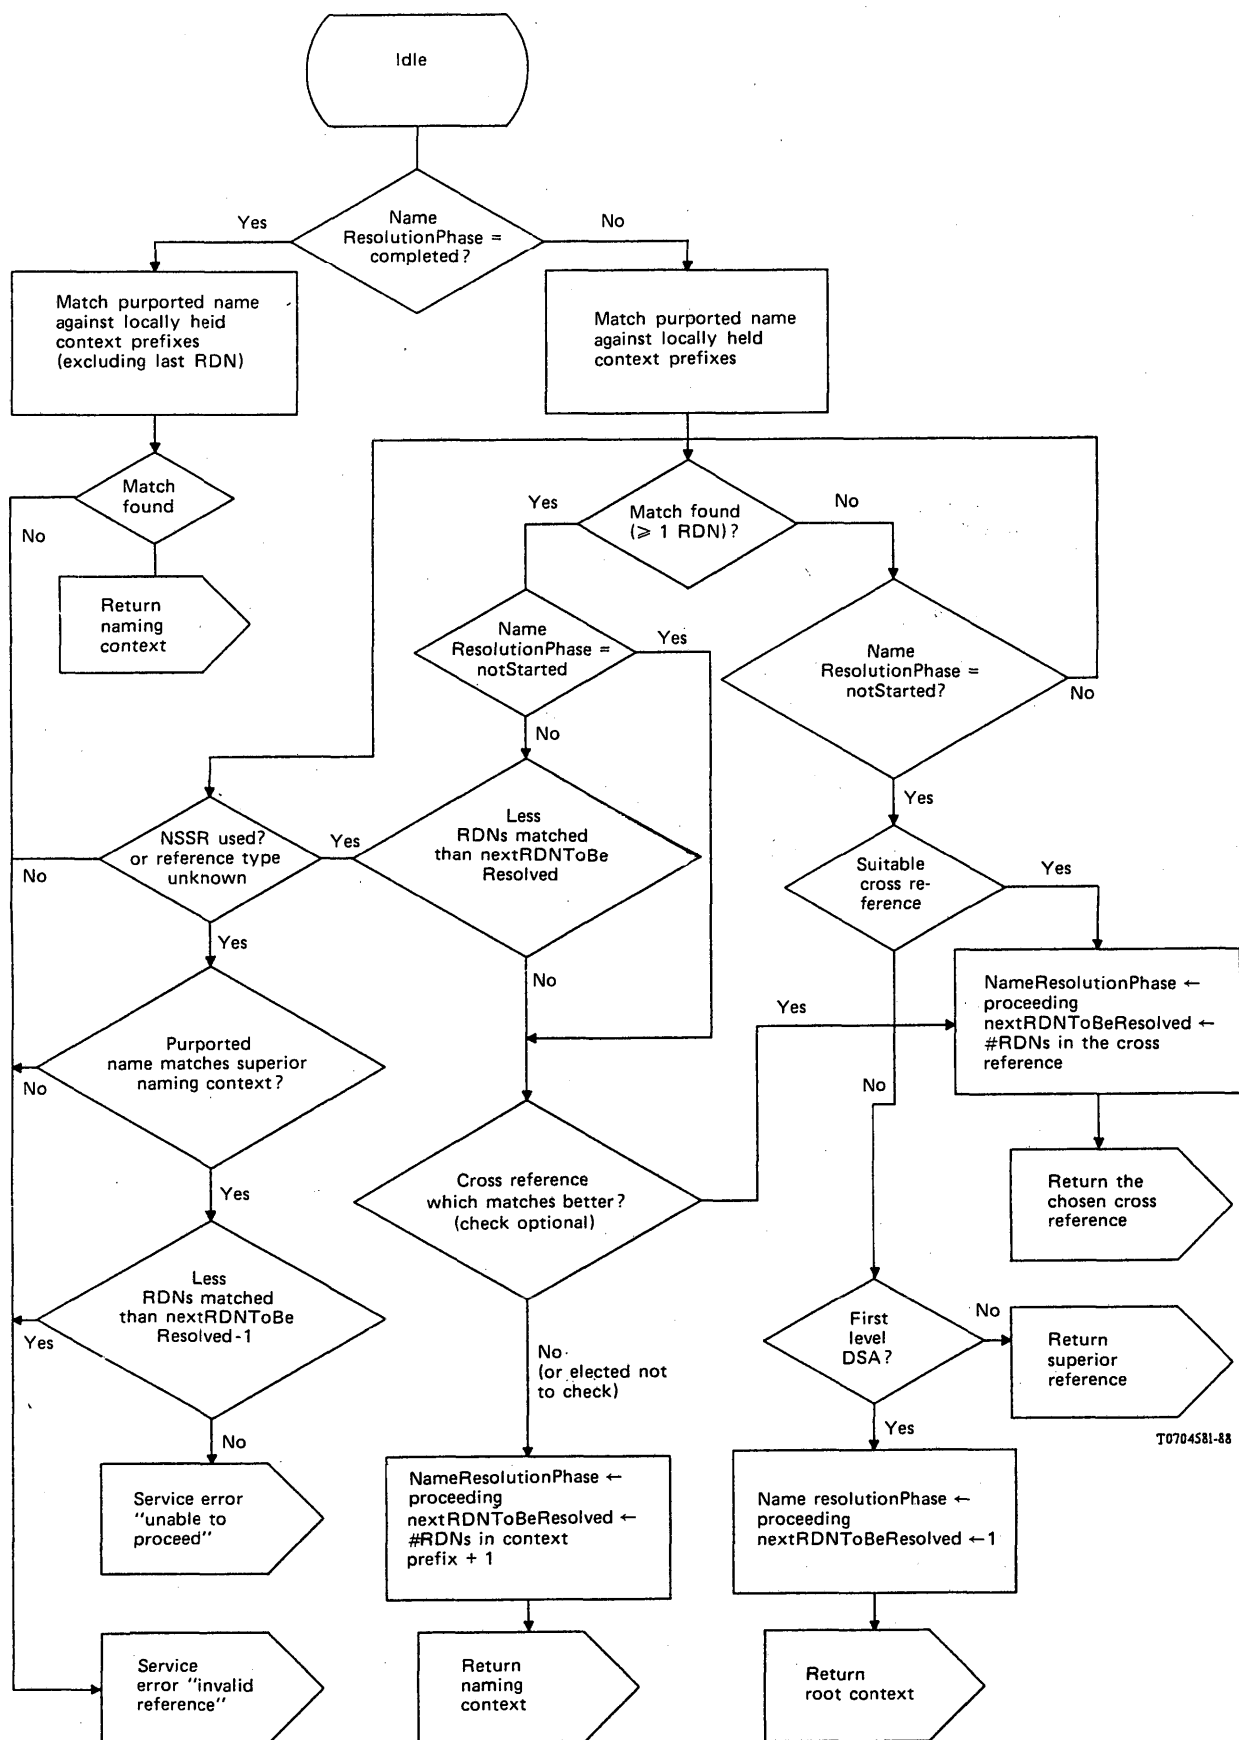 Idle
Yes
Name
ResolutionPhase =
completed?
No
Match purported name
against locally heid
context prefixes
(excluding last RDN)
Match purported name
against locally held
context prefixes
Match
found
No
Return
naming
context
Yes
Match found
(⩾ 1 RDN)?
No
Name
ResolutionPhase =
notStarted
Yes
No
Name
ResolutionPhase =
notStarted?
No
Yes
NSSR used?
or reference type
unknown
No
Yes
Yes
Less
RDNs matched
than nextRDNToBe
Resolved
No
Suitable
cross re-
ference
Yes
No
NameResolutionPhase ←
proceeding
nextRDNToBeResolved ←
#RDNs in the cross
reference
Return the
chosen cross
reference
Purported
name matches superior
naming context?
No
Yes
Cross reference
which matches better?
(check optional)
Yes
No
(or elected not
to check)
Less
RDNs matched
than nextRDNToBe
Resolved-1
Yes
No
First
level
DSA?
No
Return
superior
reference
Yes
T0704581-88
Service error
"unable to
proceed"
NameResolutionPhase ←
proceeding
nextRDNToBeResolved ←
#RDNs in context
prefix + 1
Name resolutionPhase ←
proceeding
nextRDNToBeResolved ←1
Service
error "invalid
reference"
Return
naming
context
Return
root context